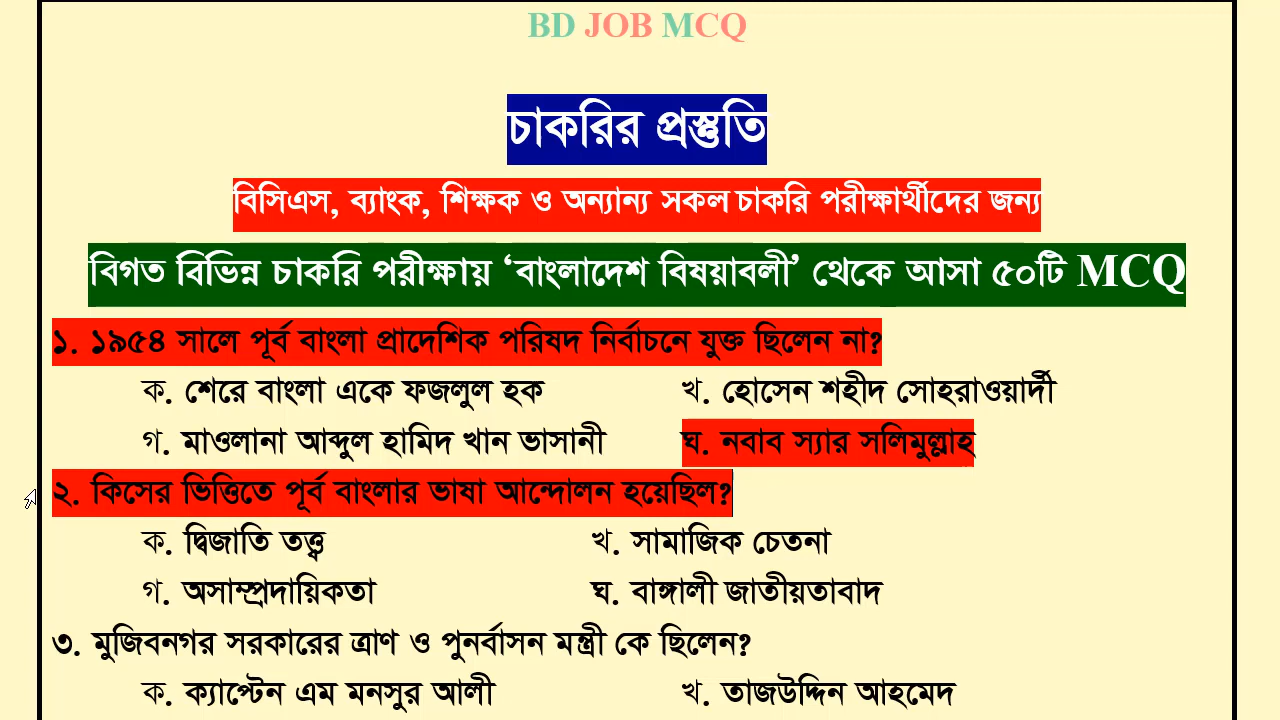 BD JOB MCQ
চাকরির প্রস্তুতি
বিসিএস, ব্যাংক, শিক্ষক ও অন্যান্য সকল চাকরি পরীক্ষার্থীদের জন্য
বিগত বিভিন্ন চাকরি পরীক্ষায় ‘বাংলাদেশ বিষয়াবলী’ থেকে আসা ৫০টি MCQ
১. ১৯৫৪ সালে পূর্ব বাংলা প্রাদেশিক পরিষদ নির্বাচনে যুক্ত ছিলেন না?
ক. শেরে বাংলা একে ফজলুল হক খ. হোসেন শহীদ সোহরাওয়ার্দী
গ. মাওলানা আব্দুল হামিদ খান ভাসানী ঘ. নবাব স্যার সলিমুল্লাহ
২. কিসের ভিত্তিতে পূর্ব বাংলার ভাষা আন্দোলন হয়েছিল?
ক. দ্বিজাতি তত্ত্ব খ. সামাজিক চেতনা
গ. অসাম্প্রদায়িকতা ঘ. বাঙ্গালী জাতীয়তাবাদ
৩. মুজিবনগর সরকারের ত্রাণ ও পুনর্বাসন মন্ত্রী কে ছিলেন?
ক. ক্যাপ্টেন এম মনসুর আলী খ. তাজউদ্দিন আহমেদ